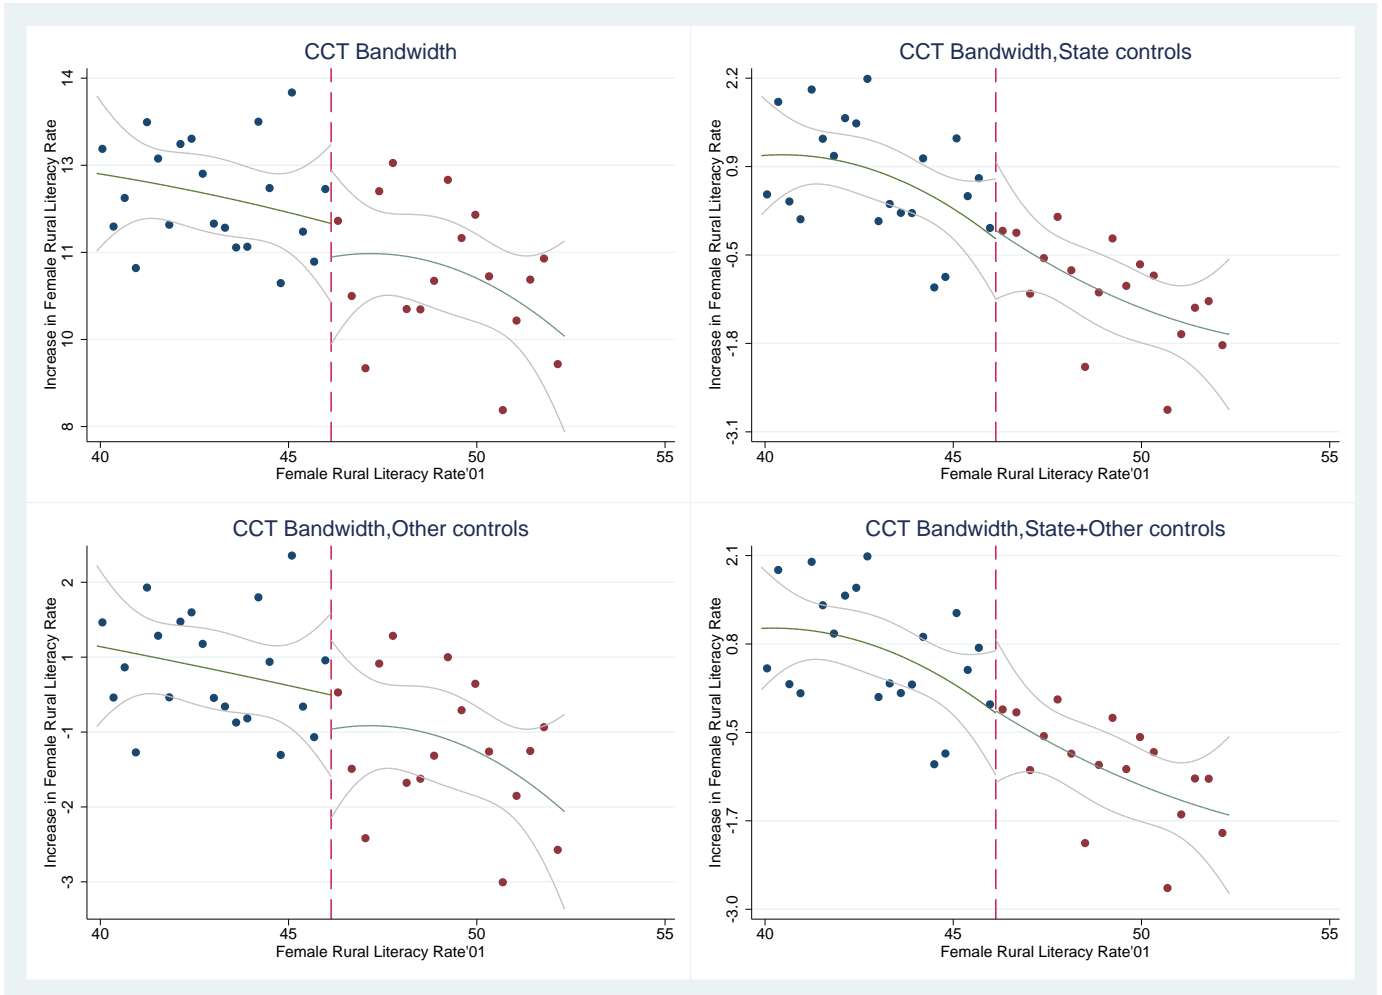 CCT Bandwidth
Increase in Female Rural Literacy Rate
14
13
11
10
8
40 45 50 55
Female Rural Literacy Rate'01
CCT Bandwidth,State controls
Increase in Female Rural Literacy Rate
2.2
0.9
-0.5
-1.8
-3.1
40 45 50 55
Female Rural Literacy Rate'01
CCT Bandwidth,Other controls
Increase in Female Rural Literacy Rate
2
1
-1
-2
-3
40 45 50 55
Female Rural Literacy Rate'01
CCT Bandwidth,State+Other controls
Increase in Female Rural Literacy Rate
2.1
0.8
-0.5
-1.7
-3.0
40 45 50 55
Female Rural Literacy Rate'01